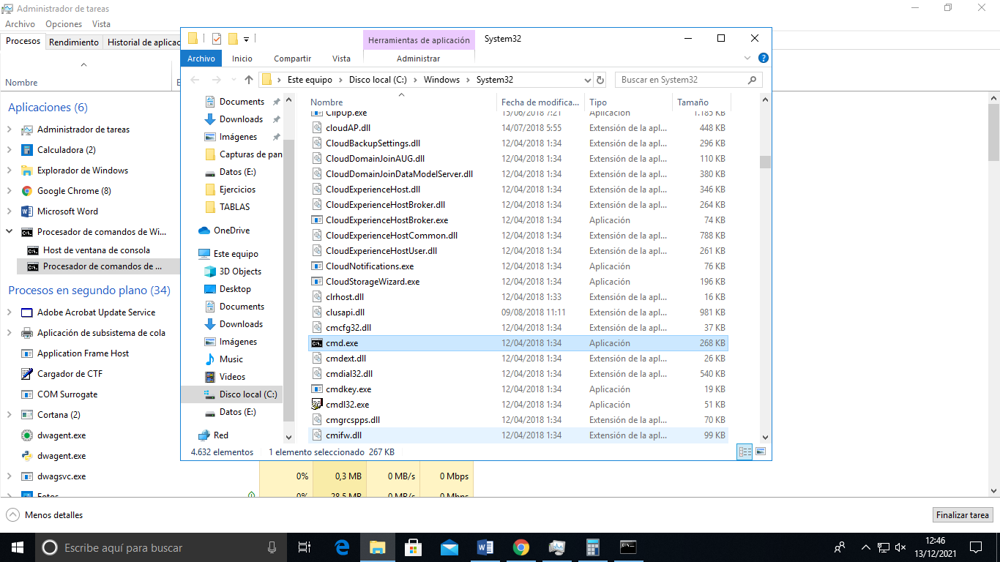 Administrador de tareas
Archivo Opciones Vista
Procesos Rendimiento Historial de aplicac
Nombre
Aplicaciones (6)
Administrador de tareas
Calculadora (2)
Explorador de Windows
Google Chrome (8)
Microsoft Word
Procesador de comandos de Wi...
Host de ventana de consola
Procesador de comandos de ...
Procesos en segundo plano (34)
Adobe Acrobat Update Service
Aplicación de subsistema de cola
Application Frame Host
Cargador de CTF
COM Surrogate
Cortana (2)
dwagent.exe
dwagent.exe
dwagsvc.exe
0% 0,3 MB 0 MB/s 0 Mbps
Fotos
0% 28,5 MB 0 MB/s 0 Mbps
Menos detalles
Finalizar tarea
Herramientas de aplicación System32
Archivo Inicio Compartir Vista Administrar
Este equipo Disco local (C:) Windows System32
Buscar en System32
Documents
Downloads
Imágenes
Capturas de pan
Datos (E:)
Ejercicios
TABLAS
OneDrive
Este equipo
3D Objects
Desktop
Documents
Downloads
Imágenes
Music
Videos
Disco local (C:)
Datos (E:)
Red
Nombre Fecha de modifica... Tipo Tamaño
ClipUp.exe 15/06/2018 7:21 Aplicación 1.185 KB
cloudAP.dll 14/07/2018 5:55 Extensión de la apl... 448 KB
CloudBackupSettings.dll 12/04/2018 1:34 Extensión de la apl... 296 KB
CloudDomainJoinAUG.dll 12/04/2018 1:34 Extensión de la apl... 110 KB
CloudDomainJoinDataModelServer.dll 12/04/2018 1:34 Extensión de la apl... 380 KB
CloudExperienceHost.dll 12/04/2018 1:34 Extensión de la apl... 346 KB
CloudExperienceHostBroker.dll 12/04/2018 1:34 Extensión de la apl... 264 KB
CloudExperienceHostBroker.exe 12/04/2018 1:34 Aplicación 74 KB
CloudExperienceHostCommon.dll 12/04/2018 1:34 Extensión de la apl... 788 KB
CloudExperienceHostUser.dll 12/04/2018 1:34 Extensión de la apl... 261 KB
CloudNotifications.exe 12/04/2018 1:34 Aplicación 76 KB
CloudStorageWizard.exe 12/04/2018 1:34 Aplicación 196 KB
clrhost.dll 12/04/2018 1:33 Extensión de la apl... 16 KB
clusapi.dll 09/08/2018 11:11 Extensión de la apl... 981 KB
cmcfg32.dll 12/04/2018 1:34 Extensión de la apl... 37 KB
cmd.exe 12/04/2018 1:34 Aplicación 268 KB
cmdext.dll 12/04/2018 1:34 Extensión de la apl... 26 KB
cmdial32.dll 12/04/2018 1:34 Extensión de la apl... 540 KB
cmdkey.exe 12/04/2018 1:34 Aplicación 19 KB
cmdl32.exe 12/04/2018 1:34 Aplicación 51 KB
cmgrcspps.dll 12/04/2018 1:34 Extensión de la apl... 70 KB
cmifw.dll 12/04/2018 1:34 Extensión de la apl... 99 KB
4.632 elementos 1 elemento seleccionado 267 KB
Escribe aquí para buscar
12:46
13/12/2021